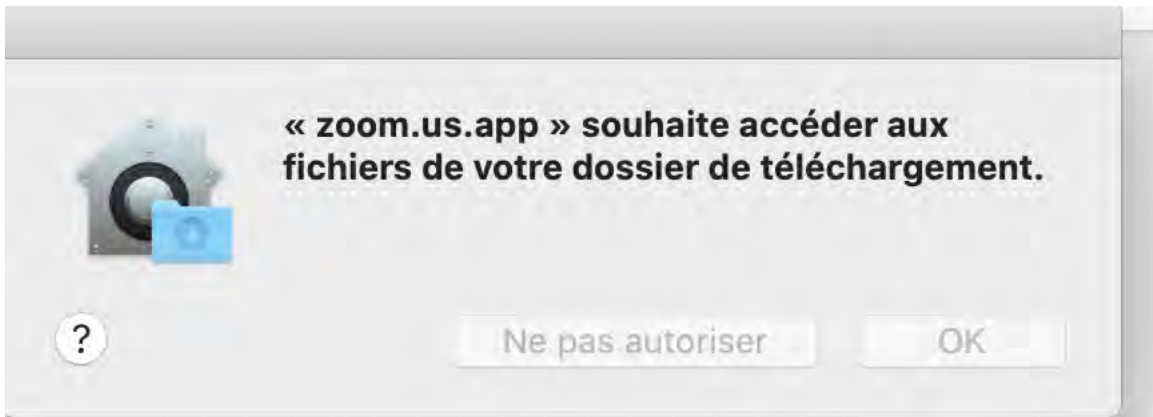 « zoom.us.app » souhaite accéder aux
fichiers de votre dossier de téléchargement.
?
Ne pas autoriser
OK